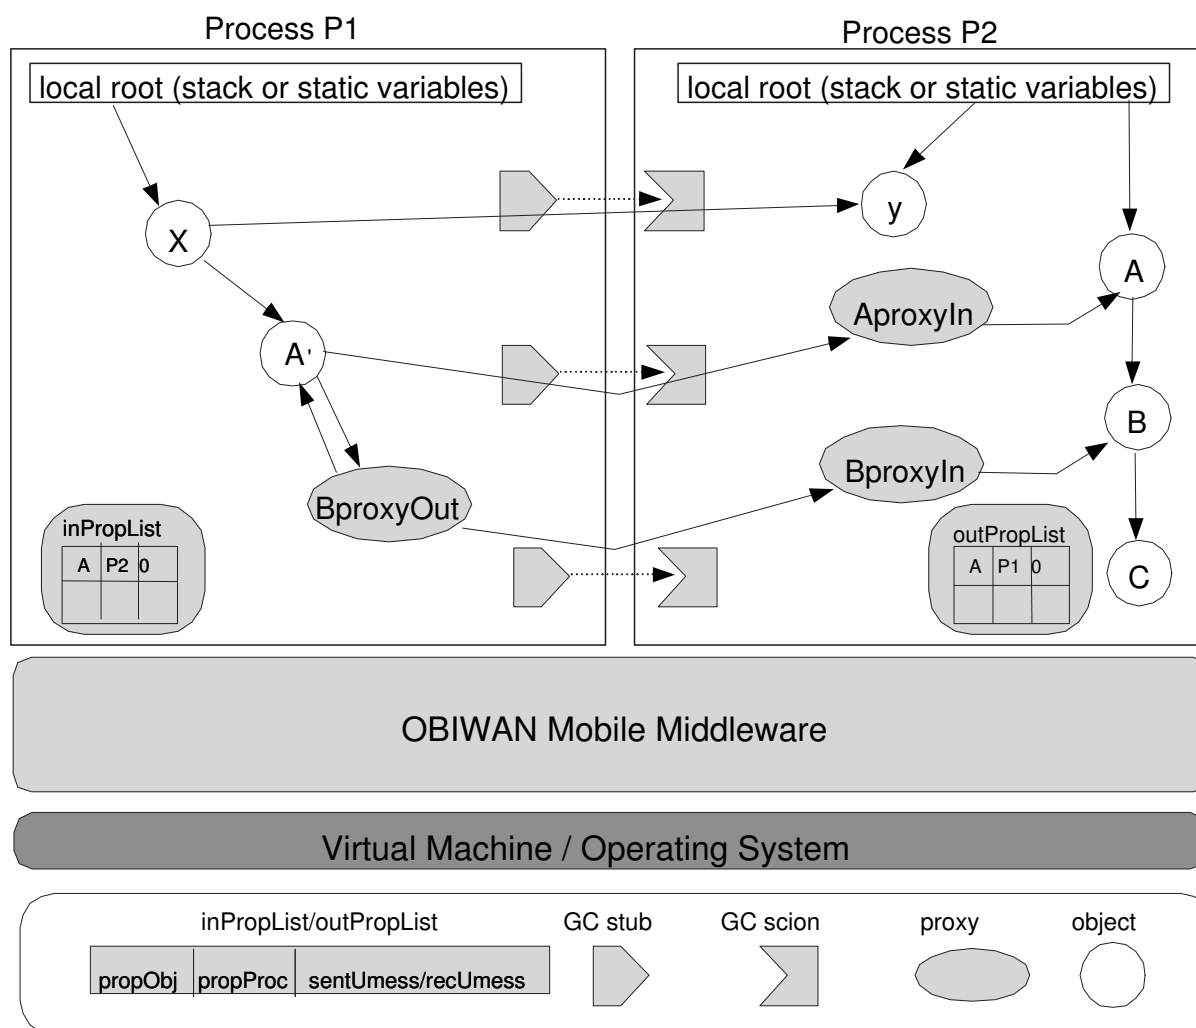 Process P1
Process P2
local root (stack or static variables)
local root (stack or static variables)
X
y
A
A'
AproxyIn
B
BproxyIn
BproxyOut
inPropList
A P2 0
outPropList
A P1 0
C
OBIWAN Mobile Middleware
Virtual Machine / Operating System
inPropList/outPropList
GC stub
GC scion
proxy
object
propObj propProc sentUmess/recUmess